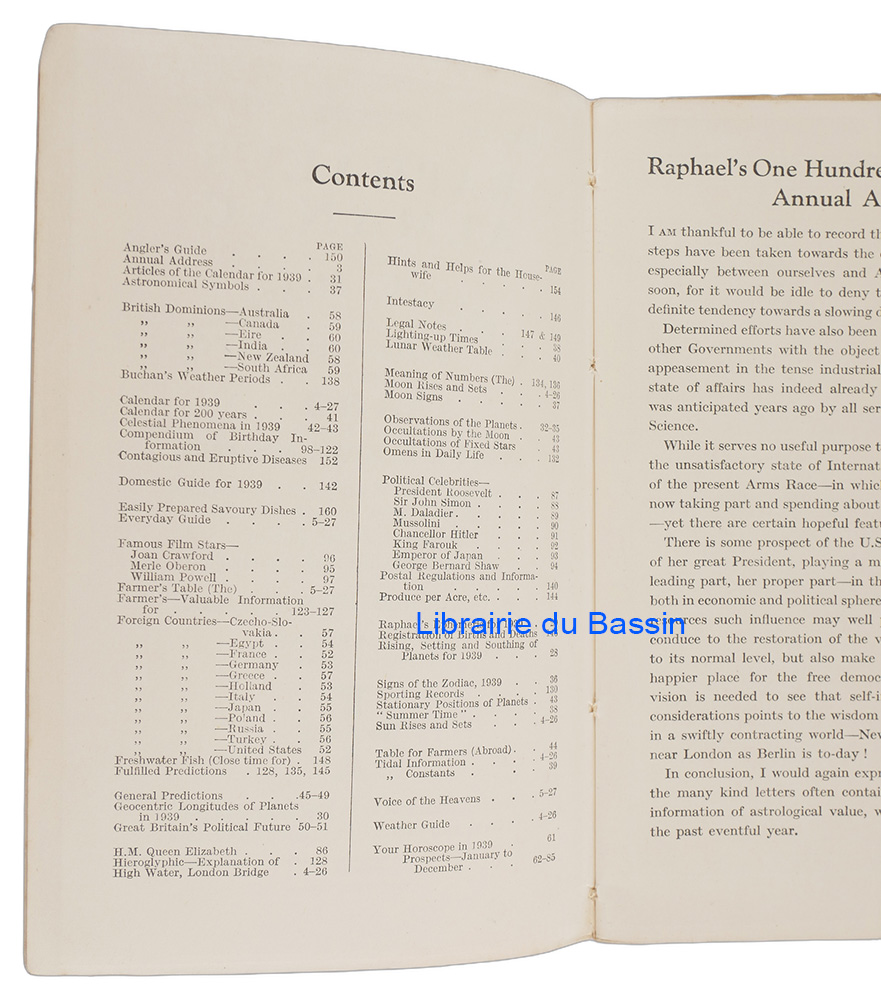 Contents
PAGE
Angler's Guide . . . . 150
Annual Address . . . . 3
Articles of the Calendar for 1939 . 31
Astronomical Symbols . . . 37
British Dominions—Australia . 58
,, ,, —Canada . 59
,, ,, —Eire . . 60
,, ,, —India . . 60
,, ,, —New Zealand 58
,, ,, —South Africa 59
Buchan's Weather Periods . . 138
Calendar for 1939 . . . 4–27
Calendar for 200 years . . . 41
Celestial Phenomena in 1939 . 42–43
Compendium of Birthday In-
formation . . . 98–122
Contagious and Eruptive Diseases 152
Domestic Guide for 1939 . . 142
Easily Prepared Savoury Dishes . 160
Everyday Guide . . . . 5–27
Famous Film Stars—
Joan Crawford . . . . 96
Merle Oberon . . . . 95
William Powell . . . . 97
Farmer's Table (The) . . . 5–27
Farmer's—Valuable Information
for . . . . . 123–127
Foreign Countries—Czecho-Slo-
vakia . . 57
,, ,, —Egypt . . 54
,, ,, —France . . 52
,, ,, —Germany . 53
,, ,, —Greece . . 57
,, ,, —Holland . 53
,, ,, —Italy . . 54
,, ,, —Japan . . 55
,, ,, —Poland . . 56
,, ,, —Russia . . 55
,, ,, —Turkey . . 56
,, ,, —United States 52
Freshwater Fish (Close time for) . 148
Fulfilled Predictions . 128, 135, 145
General Predictions . . . 45–49
Geocentric Longitudes of Planets
in 1939 . . . . . 30
Great Britain's Political Future 50–51
H.M. Queen Elizabeth . . . 86
Hieroglyphic—Explanation of . 128
High Water, London Bridge . 4–26
PAGE
Hints and Helps for the House-
wife . . . . 154
Intestacy . . . . 146
Legal Notes . . . 147 & 149
Lighting-up Times . . . 38
Lunar Weather Table . . . 40
Meaning of Numbers (The) . 134, 136
Moon Rises and Sets . . . 4–26
Moon Signs . . . . . 37
Observations of the Planets . 32–35
Occultations by the Moon . . 43
Occultations of Fixed Stars . 43
Omens in Daily Life . . . 132
Political Celebrities—
President Roosevelt . . . 87
Sir John Simon . . . . 88
M. Daladier . . . . . 89
Mussolini . . . . . 90
Chancellor Hitler . . . 91
King Farouk . . . . 92
Emperor of Japan . . . 93
George Bernard Shaw . . 94
Postal Regulations and Informa-
tion . . . . . 140
Produce per Acre, etc. . . . 144
Raphael's
Registration of Births and Deaths
Rising, Setting and Southing of
Planets for 1939 . . . 28
Signs of the Zodiac, 1939 . . 36
Sporting Records . . . . 130
Stationary Positions of Planets . 43
" Summer Time " . . . . 38
Sun Rises and Sets . . . 4–26
Table for Farmers (Abroad) . . 44
Tidal Information . . . . 4–26
,, Constants . . . 39
Voice of the Heavens . . . 5–27
Weather Guide . . . . 4–26
Your Horoscope in 1939 . 61
Prospects—January to
December . . . 62–85
Librairie du Bassin
Raphael's One Hundre
Annual A
I AM thankful to be able to record th
steps have been taken towards the
especially between ourselves and A
soon, for it would be idle to deny t
definite tendency towards a slowing d
Determined efforts have also been
other Governments with the object
appeasement in the tense industrial
state of affairs has indeed already
was anticipated years ago by all ser
Science.
While it serves no useful purpose t
the unsatisfactory state of Internat
of the present Arms Race—in whic
now taking part and spending about
—yet there are certain hopeful feat
There is some prospect of the U.S
of her great President, playing a m
leading part, her proper part—in th
both in economic and political sphere
resources such influence may well
conduce to the restoration of the v
to its normal level, but also make
happier place for the free democ
vision is needed to see that self-i
considerations points to the wisdom
in a swiftly contracting world—Nev
near London as Berlin is to-day !
In conclusion, I would again expr
the many kind letters often contai
information of astrological value, w
the past eventful year.